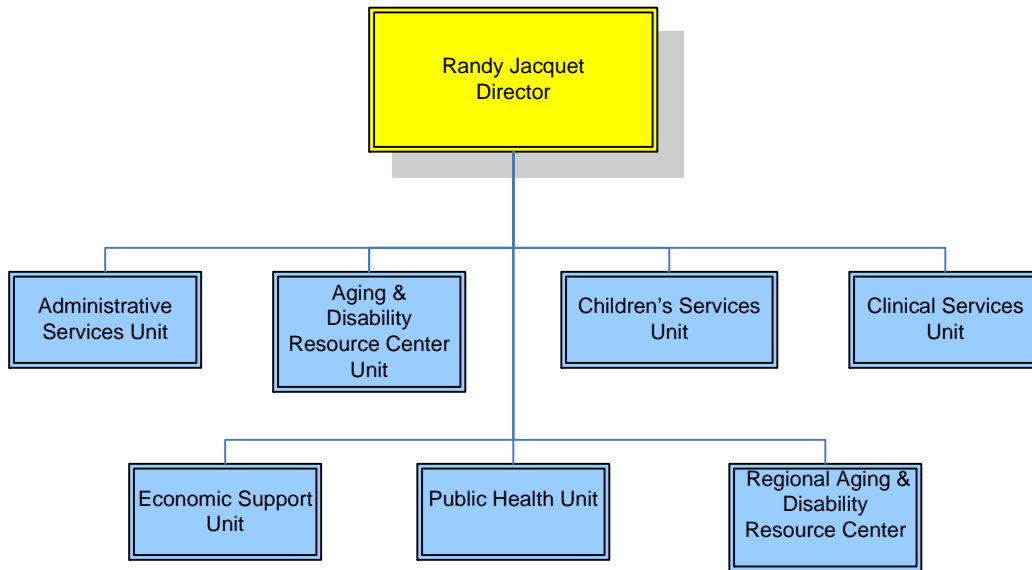 Randy Jacquet
Director
Administrative
Services Unit
Aging &
Disability
Resource Center
Unit
Children’s Services
Unit
Clinical Services
Unit
Economic Support
Unit
Public Health Unit
Regional Aging &
Disability
Resource Center